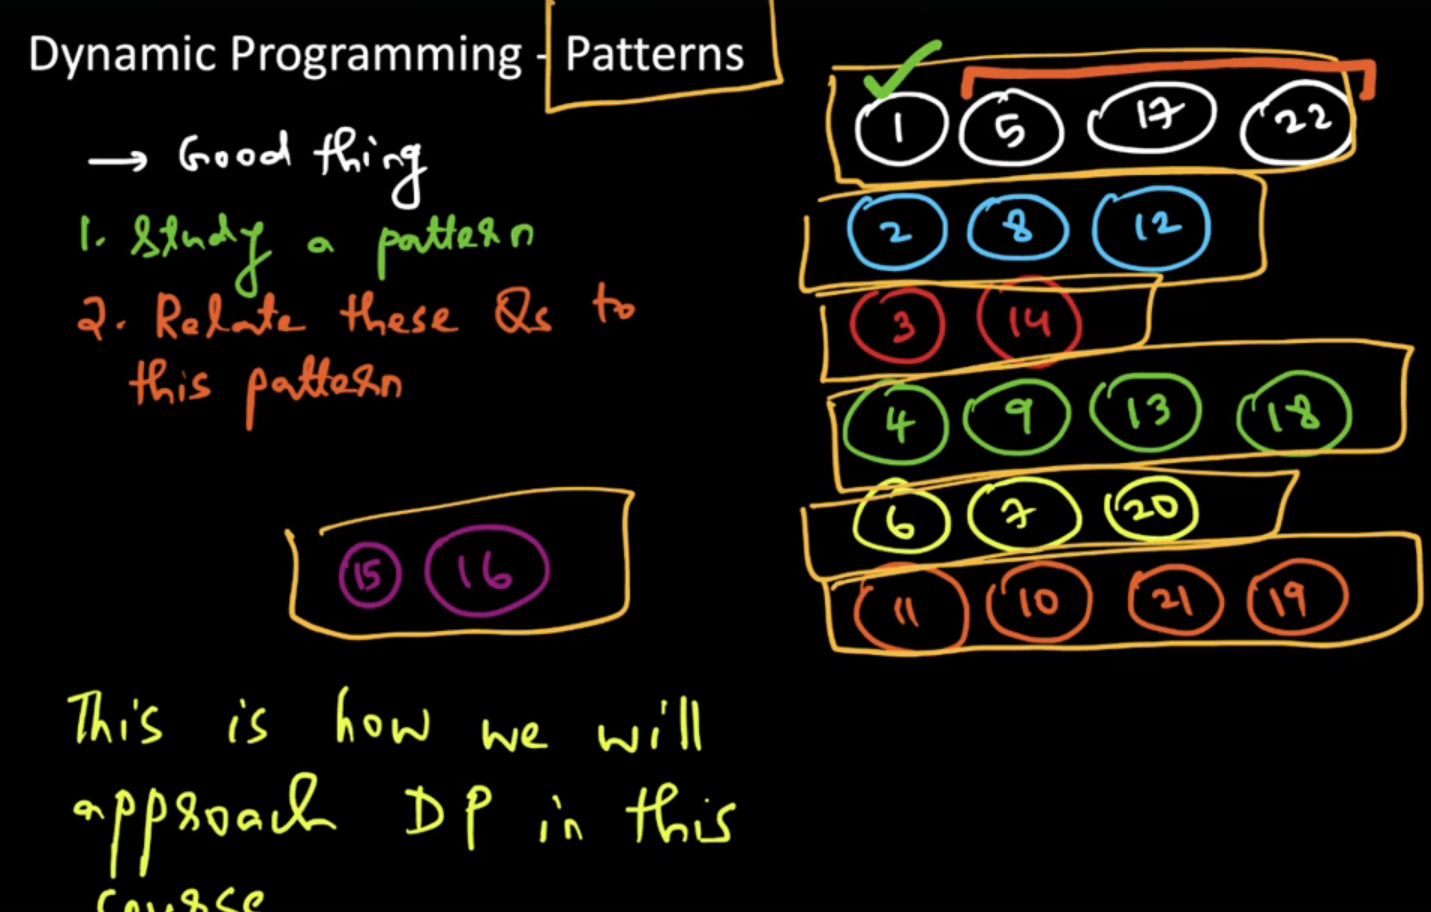 Dynamic Programming - Patterns
→ Good thing
1. Study a pattern
2. Relate these Qs to
this pattern
1 5 17 22
2 8 12
3 14
4 9 13 18
6 7 20
11 10 21 19
15 16
This is how we will
approach DP in this
course